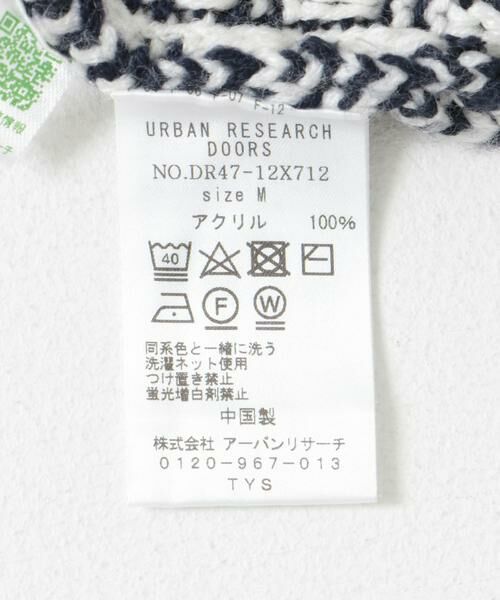 F-07 F-12
URBAN RESEARCH
DOORS
NO.DR47-12X712
size M
アクリル 100%
40
F
W
同系色と一緒に洗う
洗濯ネット使用
つけ置き禁止
蛍光増白剤禁止
中国製
株式会社 アーバンリサーチ
0120-967-013
TYS